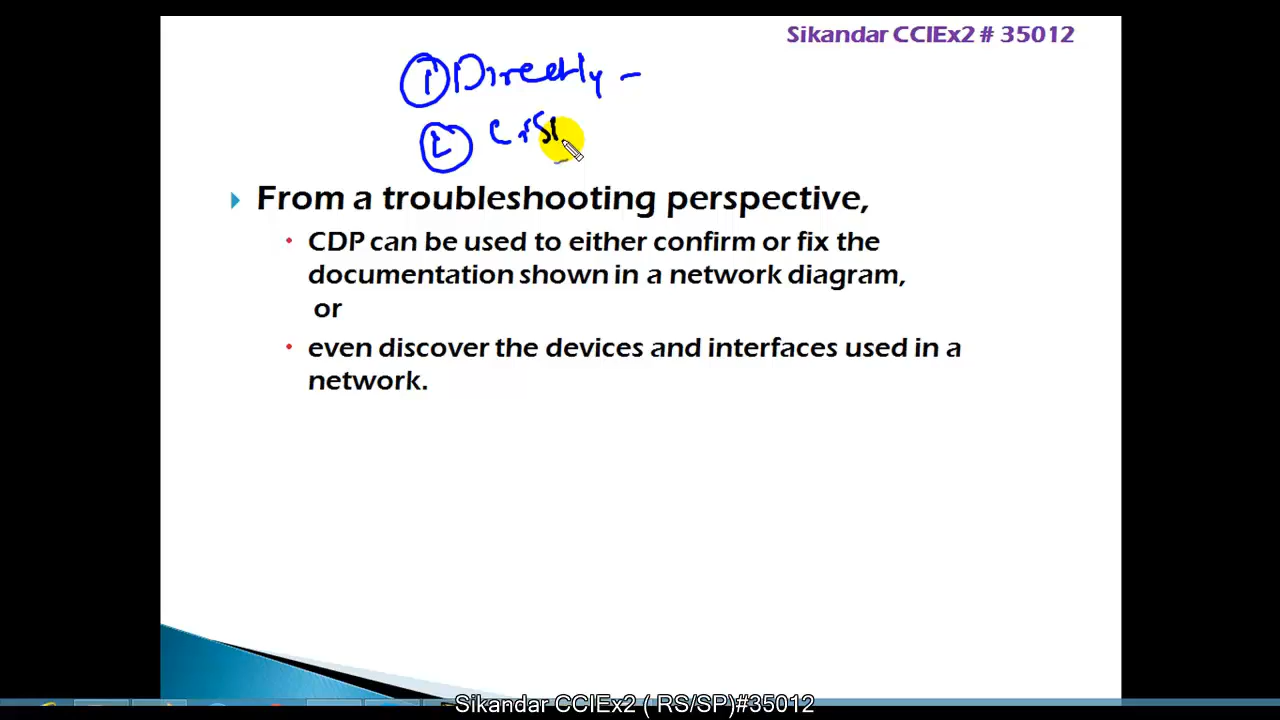 Sikandar CCIEx2 # 35012
① Directly -
②
From a troubleshooting perspective,
• CDP can be used to either confirm or fix the
documentation shown in a network diagram,
or
• even discover the devices and interfaces used in a
network.
Sikandar CCIEx2 ( RS/SP)#35012